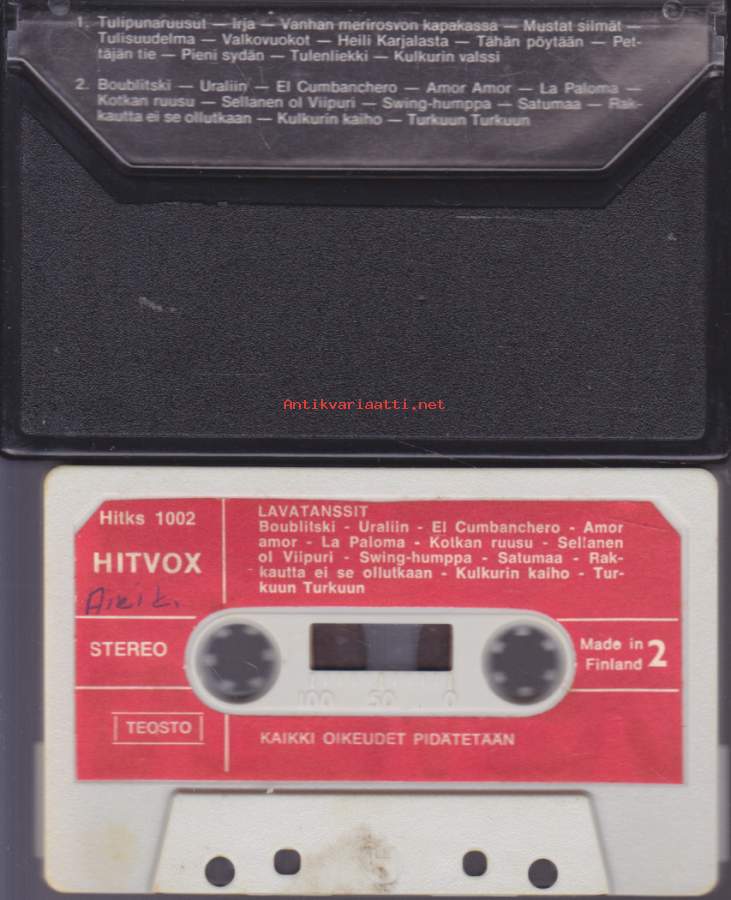 1. Tulipunaruusut — Irja — Vanhan merirosvon kapakassa — Mustat silmät —
Tulisuudelma — Valkovuokot — Heili Karjalasta — Tähän pöytään — Pet-
täjän tie — Pieni sydän — Tulenliekki — Kulkurin valssi
2. Boublitski — Uraliin — El Cumbanchero — Amor Amor — La Paloma —
Kotkan ruusu — Sellanen ol Viipuri — Swing-humppa — Satumaa — Rak-
kautta ei se ollutkaan — Kulkurin kaiho — Turkuun Turkuun
Antikvariaatti.net
Hitks 1002
HITVOX
LAVATANSSIT
Boublitski - Uraliin - El Cumbanchero - Amor
amor - La Paloma - Kotkan ruusu - Sellanen
ol Viipuri - Swing-humppa - Satumaa - Rak-
kautta ei se ollutkaan - Kulkurin kaiho - Tur-
kuun Turkuun
STEREO
100 50 0
Made in
Finland
2
TEOSTO
KAIKKI OIKEUDET PIDÄTETÄÄN